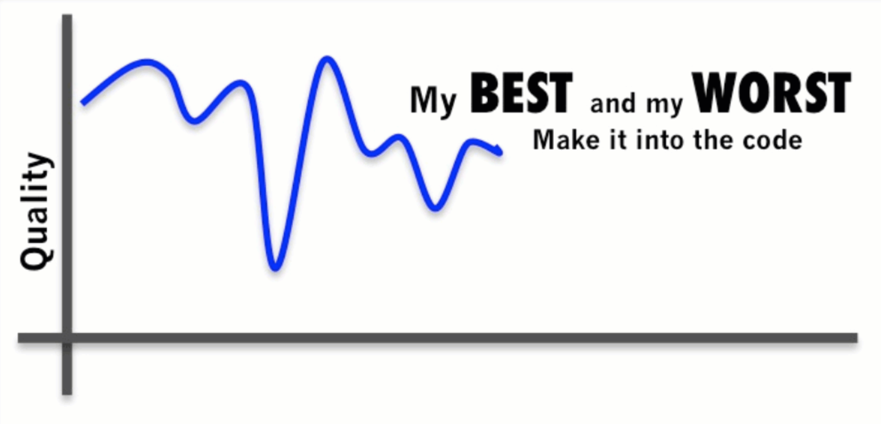 My BEST and my WORST
Make it into the code
Quality